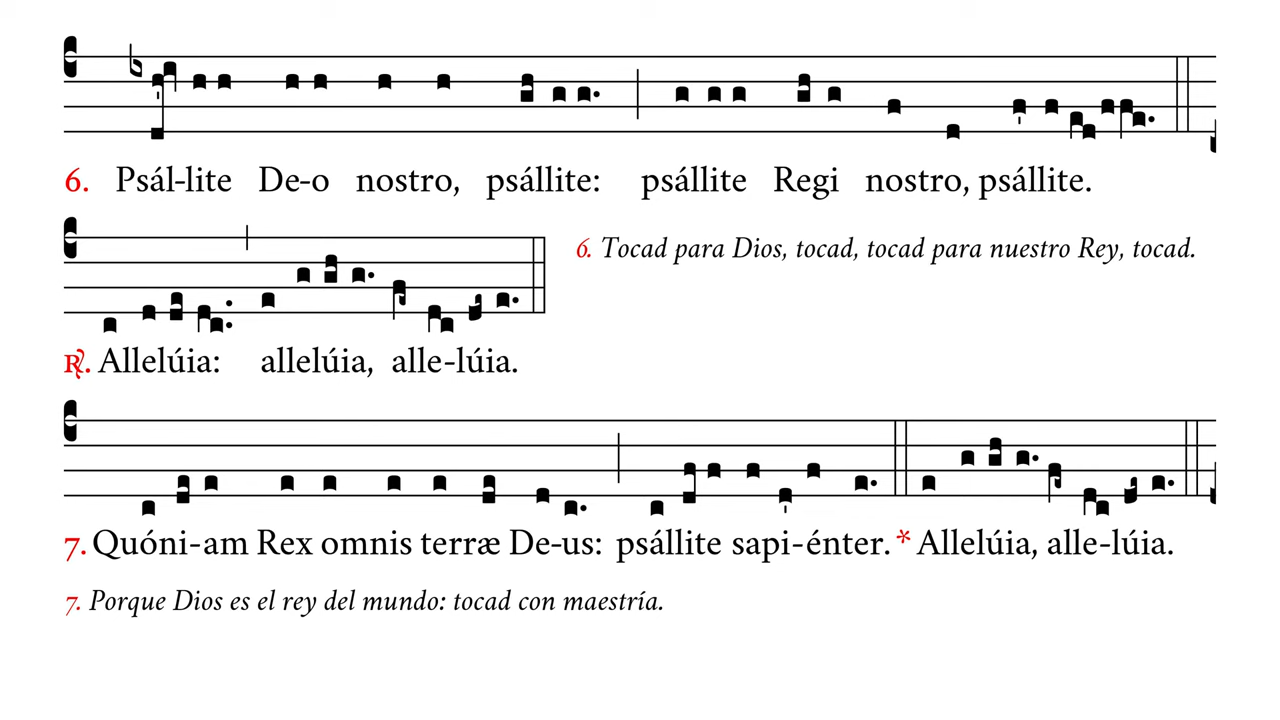 6. Psál-lite De-o nostro, psállite: psállite Regi nostro, psállite.
6. Tocad para Dios, tocad, tocad para nuestro Rey, tocad.
℟. Allelúia: allelúia, alle-lúia.
7. Quóni-am Rex omnis terræ De-us: psállite sapi-énter. * Allelúia, alle-lúia.
7. Porque Dios es el rey del mundo: tocad con maestría.